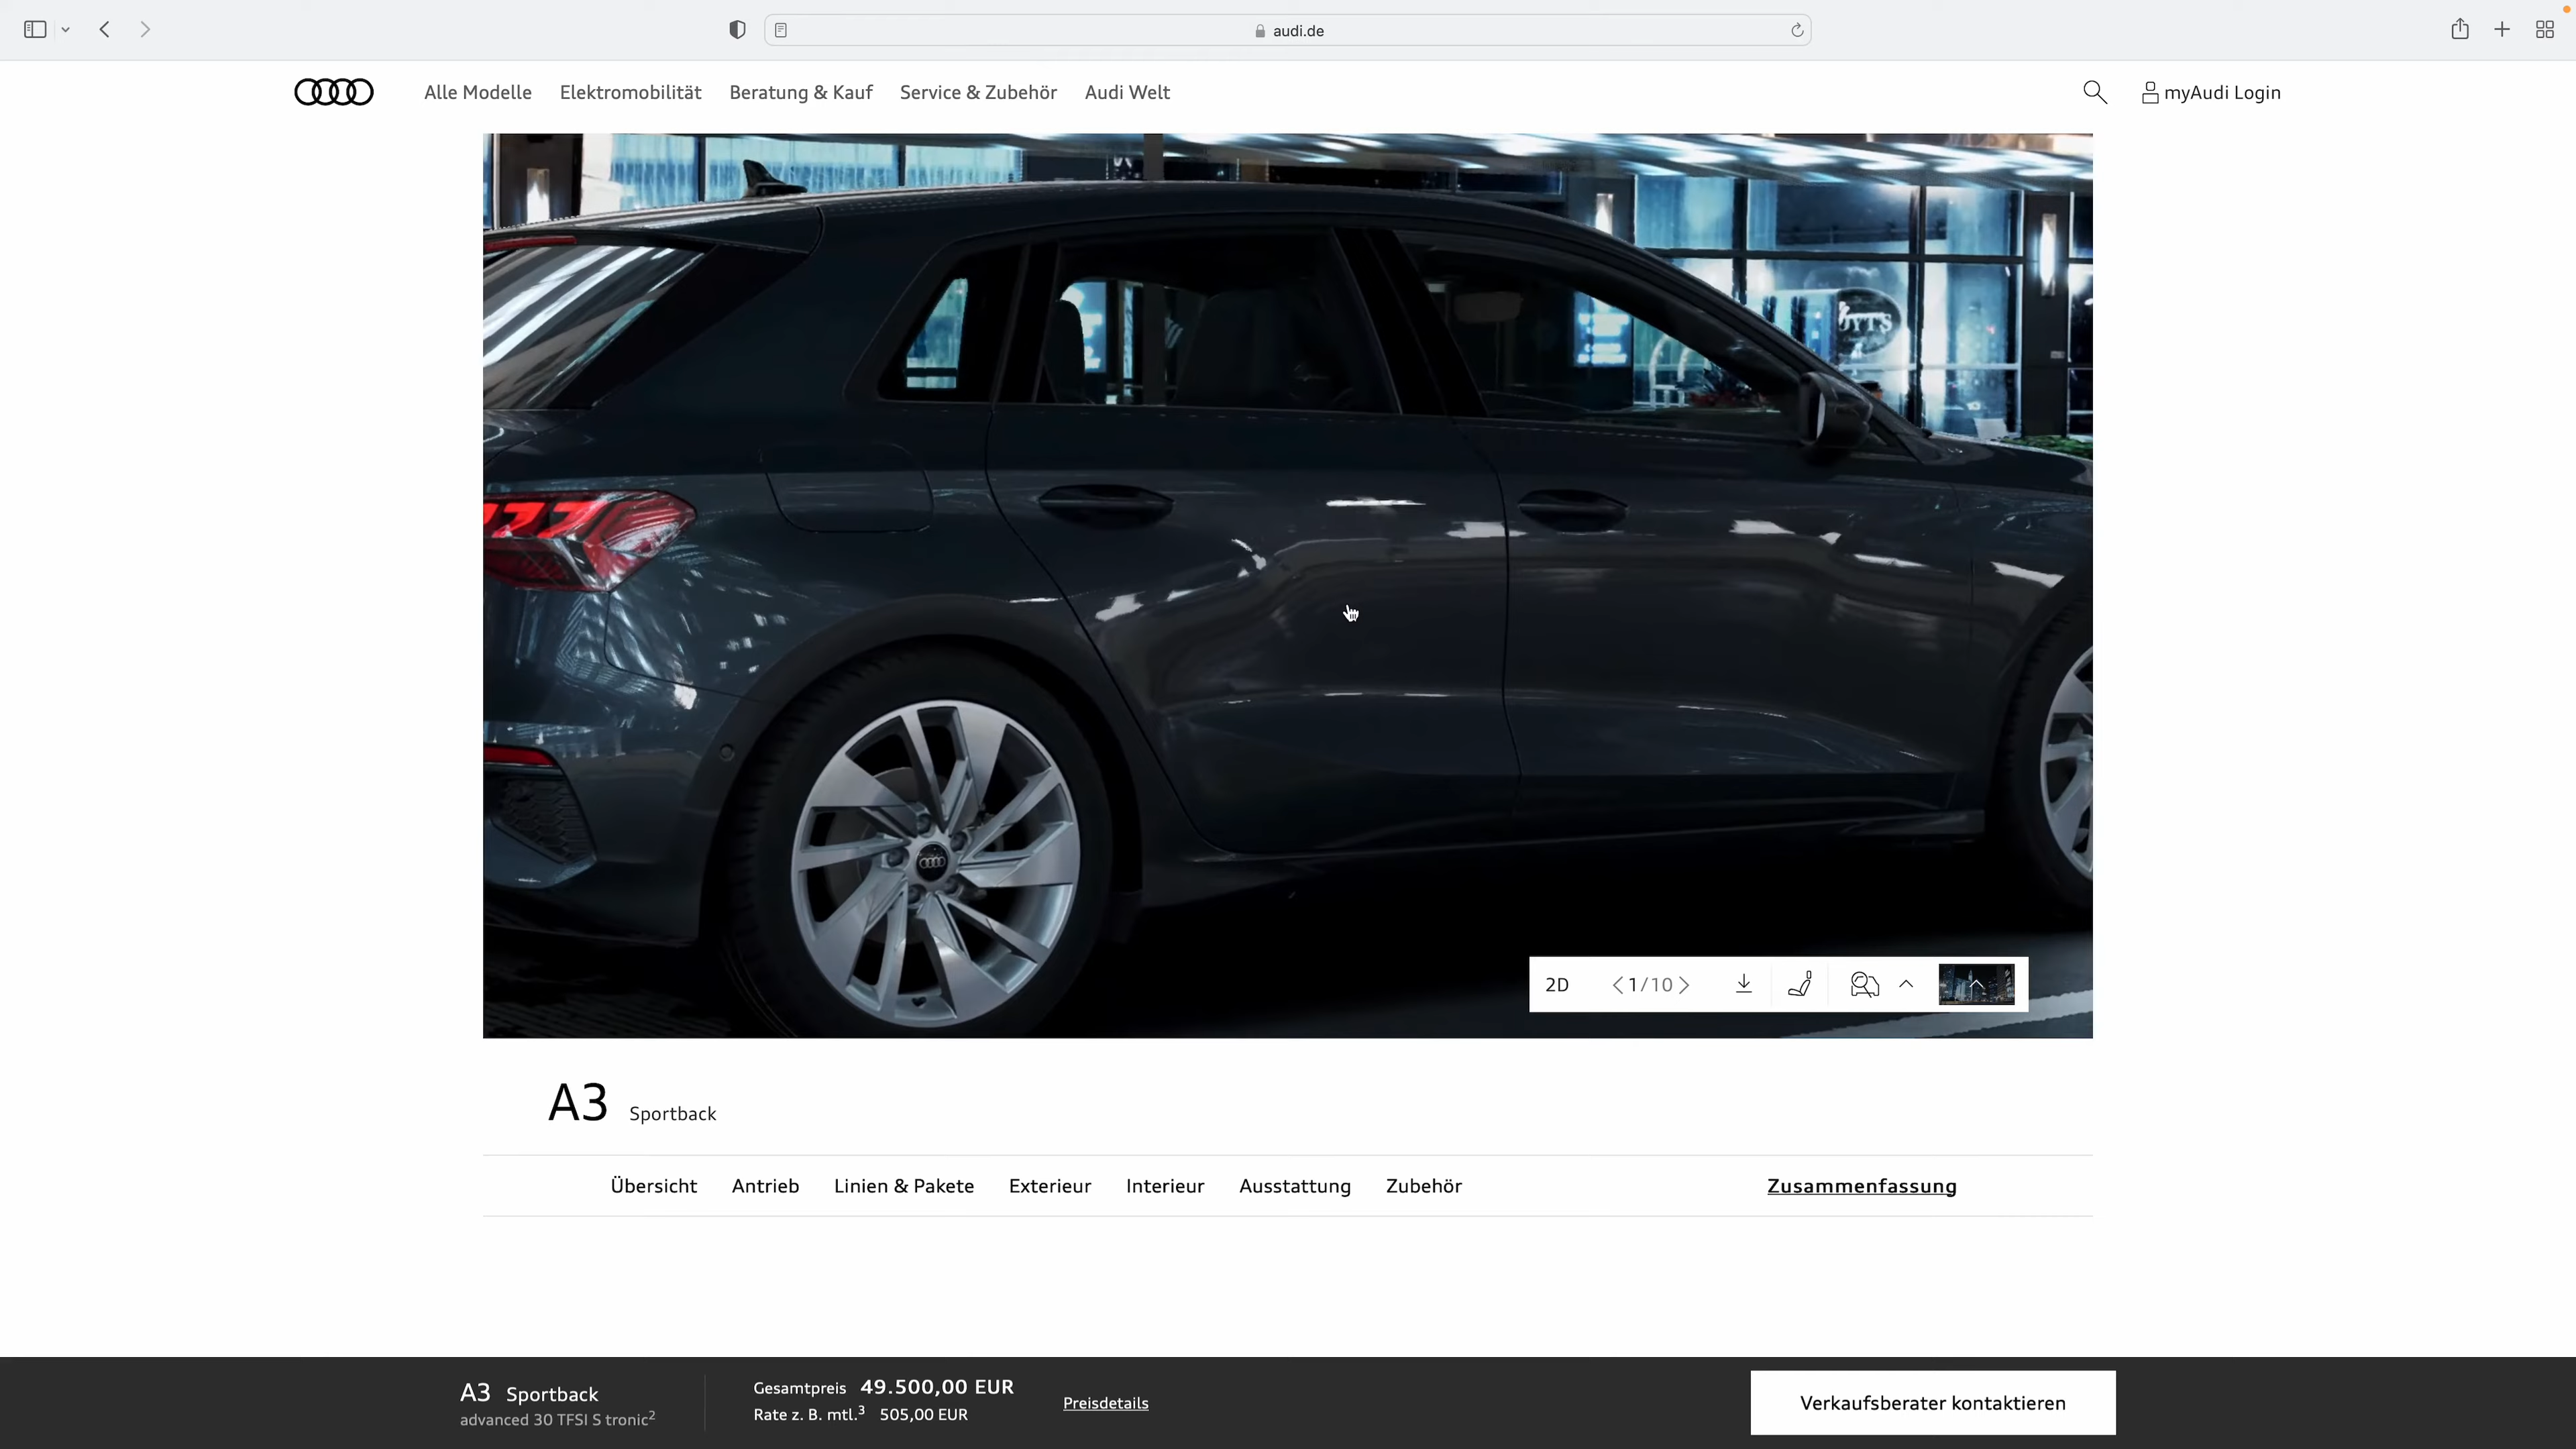 audi.de
Alle Modelle Elektromobilität Beratung & Kauf Service & Zubehör Audi Welt myAudi Login
2D 1/10
A3 Sportback
Übersicht Antrieb Linien & Pakete Exterieur Interieur Ausstattung Zubehör Zusammenfassung
A3 Sportback
advanced 30 TFSI S tronic²
Gesamtpreis 49.500,00 EUR
Rate z. B. mtl.³ 505,00 EUR
Preisdetails
Verkaufsberater kontaktieren